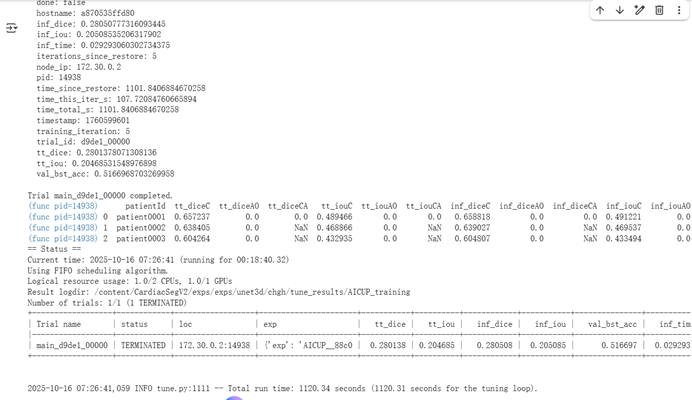 done: false
hostname: a870535ffd80
inf_dice: 0.28050777316093445
inf_iou: 0.20508535206317902
inf_time: 0.029293060302734375
iterations_since_restore: 5
node_ip: 172.30.0.2
pid: 14938
time_since_restore: 1101.8406884670258
time_this_iter_s: 107.72084760665894
time_total_s: 1101.8406884670258
timestamp: 1760599601
training_iteration: 5
trial_id: d9de1_00000
tt_dice: 0.2801378071308136
tt_iou: 0.20468531548976898
val_bst_acc: 0.5166968703269958
Trial main_d9de1_00000 completed.
(func pid=14938) patientId tt_diceC tt_diceAO tt_diceCA tt_iouC tt_iouAO tt_iouCA inf_diceC inf_diceAO inf_diceCA inf_iouC inf_iouAO
(func pid=14938) 0 patient0001 0.657237 0.0 0.0 0.489466 0.0 0.0 0.658818 0.0 0.0 0.491221 0.0
(func pid=14938) 1 patient0002 0.638405 0.0 NaN 0.468866 0.0 NaN 0.639027 0.0 NaN 0.469537 0.0
(func pid=14938) 2 patient0003 0.604264 0.0 NaN 0.432935 0.0 NaN 0.604807 0.0 NaN 0.433494 0.0
== Status ==
Current time: 2025-10-16 07:26:41 (running for 00:18:40.32)
Using FIFO scheduling algorithm.
Logical resource usage: 1.0/2 CPUs, 1.0/1 GPUs
Result logdir: /content/CardiacSegV2/exps/exps/unet3d/chgh/tune_results/AICUP_training
Number of trials: 1/1 (1 TERMINATED)
| Trial name | status | loc | exp | tt_dice | tt_iou | inf_dice | inf_iou | val_bst_acc | inf_tim
| main_d9de1_00000 | TERMINATED | 172.30.0.2:14938 | {'exp': 'AICUP__88c0 | 0.280138 | 0.204685 | 0.280508 | 0.205085 | 0.516697 | 0.029293
2025-10-16 07:26:41,059 INFO tune.py:1111 -- Total run time: 1120.34 seconds (1120.31 seconds for the tuning loop).